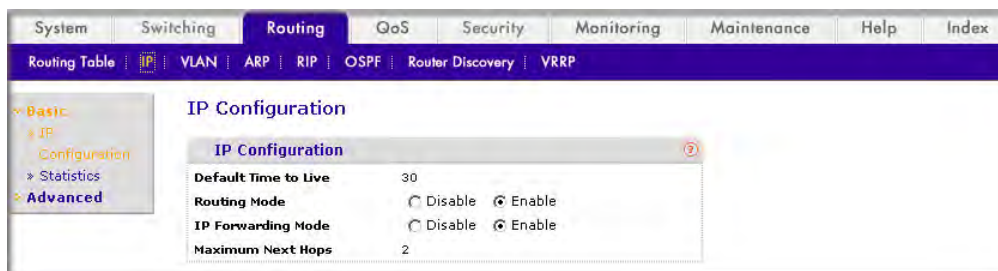 System Switching Routing QoS Security Monitoring Maintenance Help Index
Routing Table IP VLAN ARP RIP OSPF Router Discovery VRRP
Basic
» IP
Configuration
» Statistics
Advanced
IP Configuration
IP Configuration ?
Default Time to Live 30
Routing Mode Disable Enable
IP Forwarding Mode Disable Enable
Maximum Next Hops 2